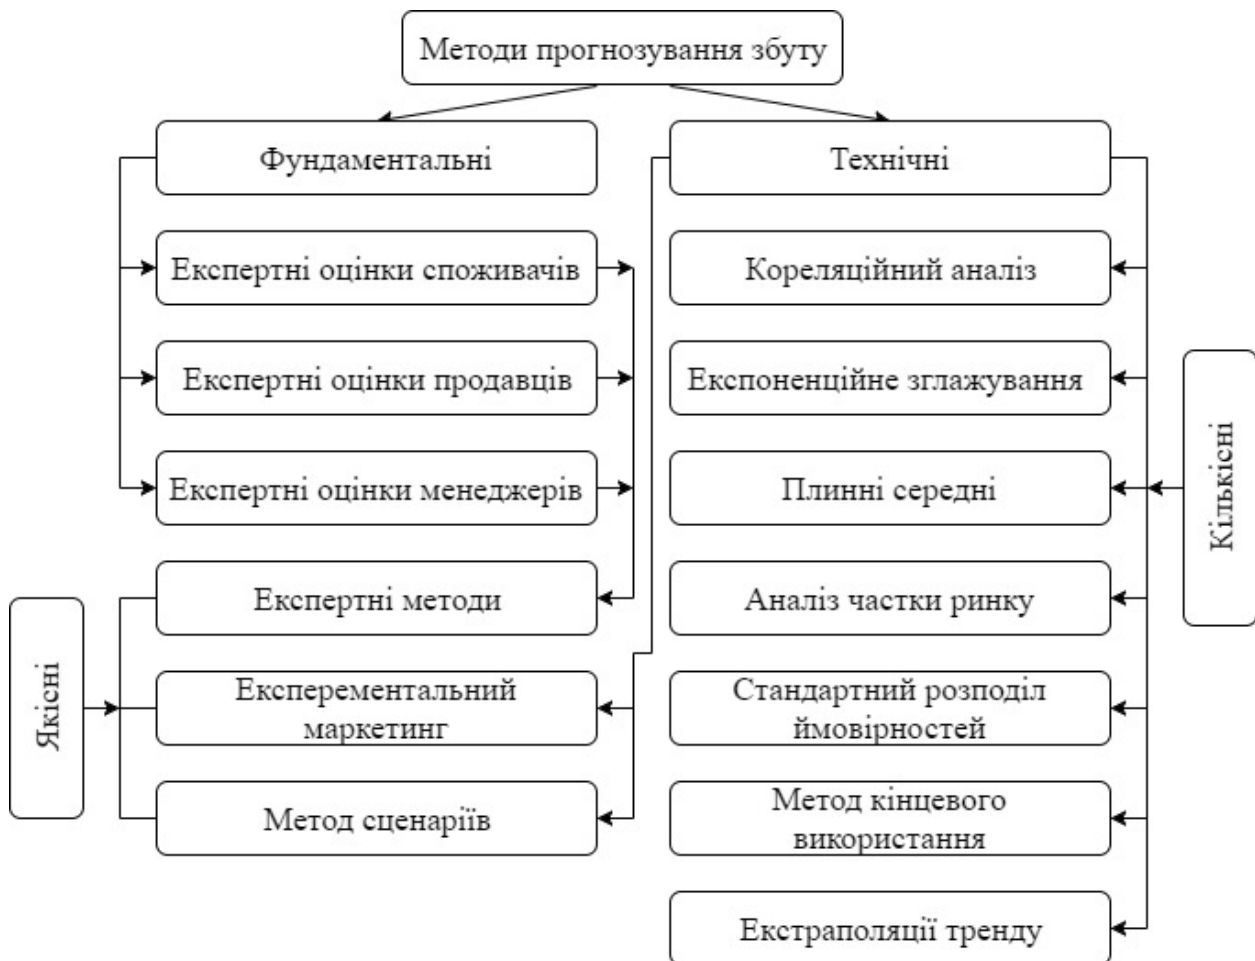 Методи прогнозування збуту
Фундаментальні
Технічні
Експертні оцінки споживачів
Кореляційний аналіз
Експертні оцінки продавців
Експоненційне зглажування
Експертні оцінки менеджерів
Плинні середні
Кількісні
Експертні методи
Аналіз частки ринку
Якісні
Експерементальний
маркетинг
Стандартний розподіл
ймовірностей
Метод сценаріїв
Метод кінцевого
використання
Екстраполяції тренду